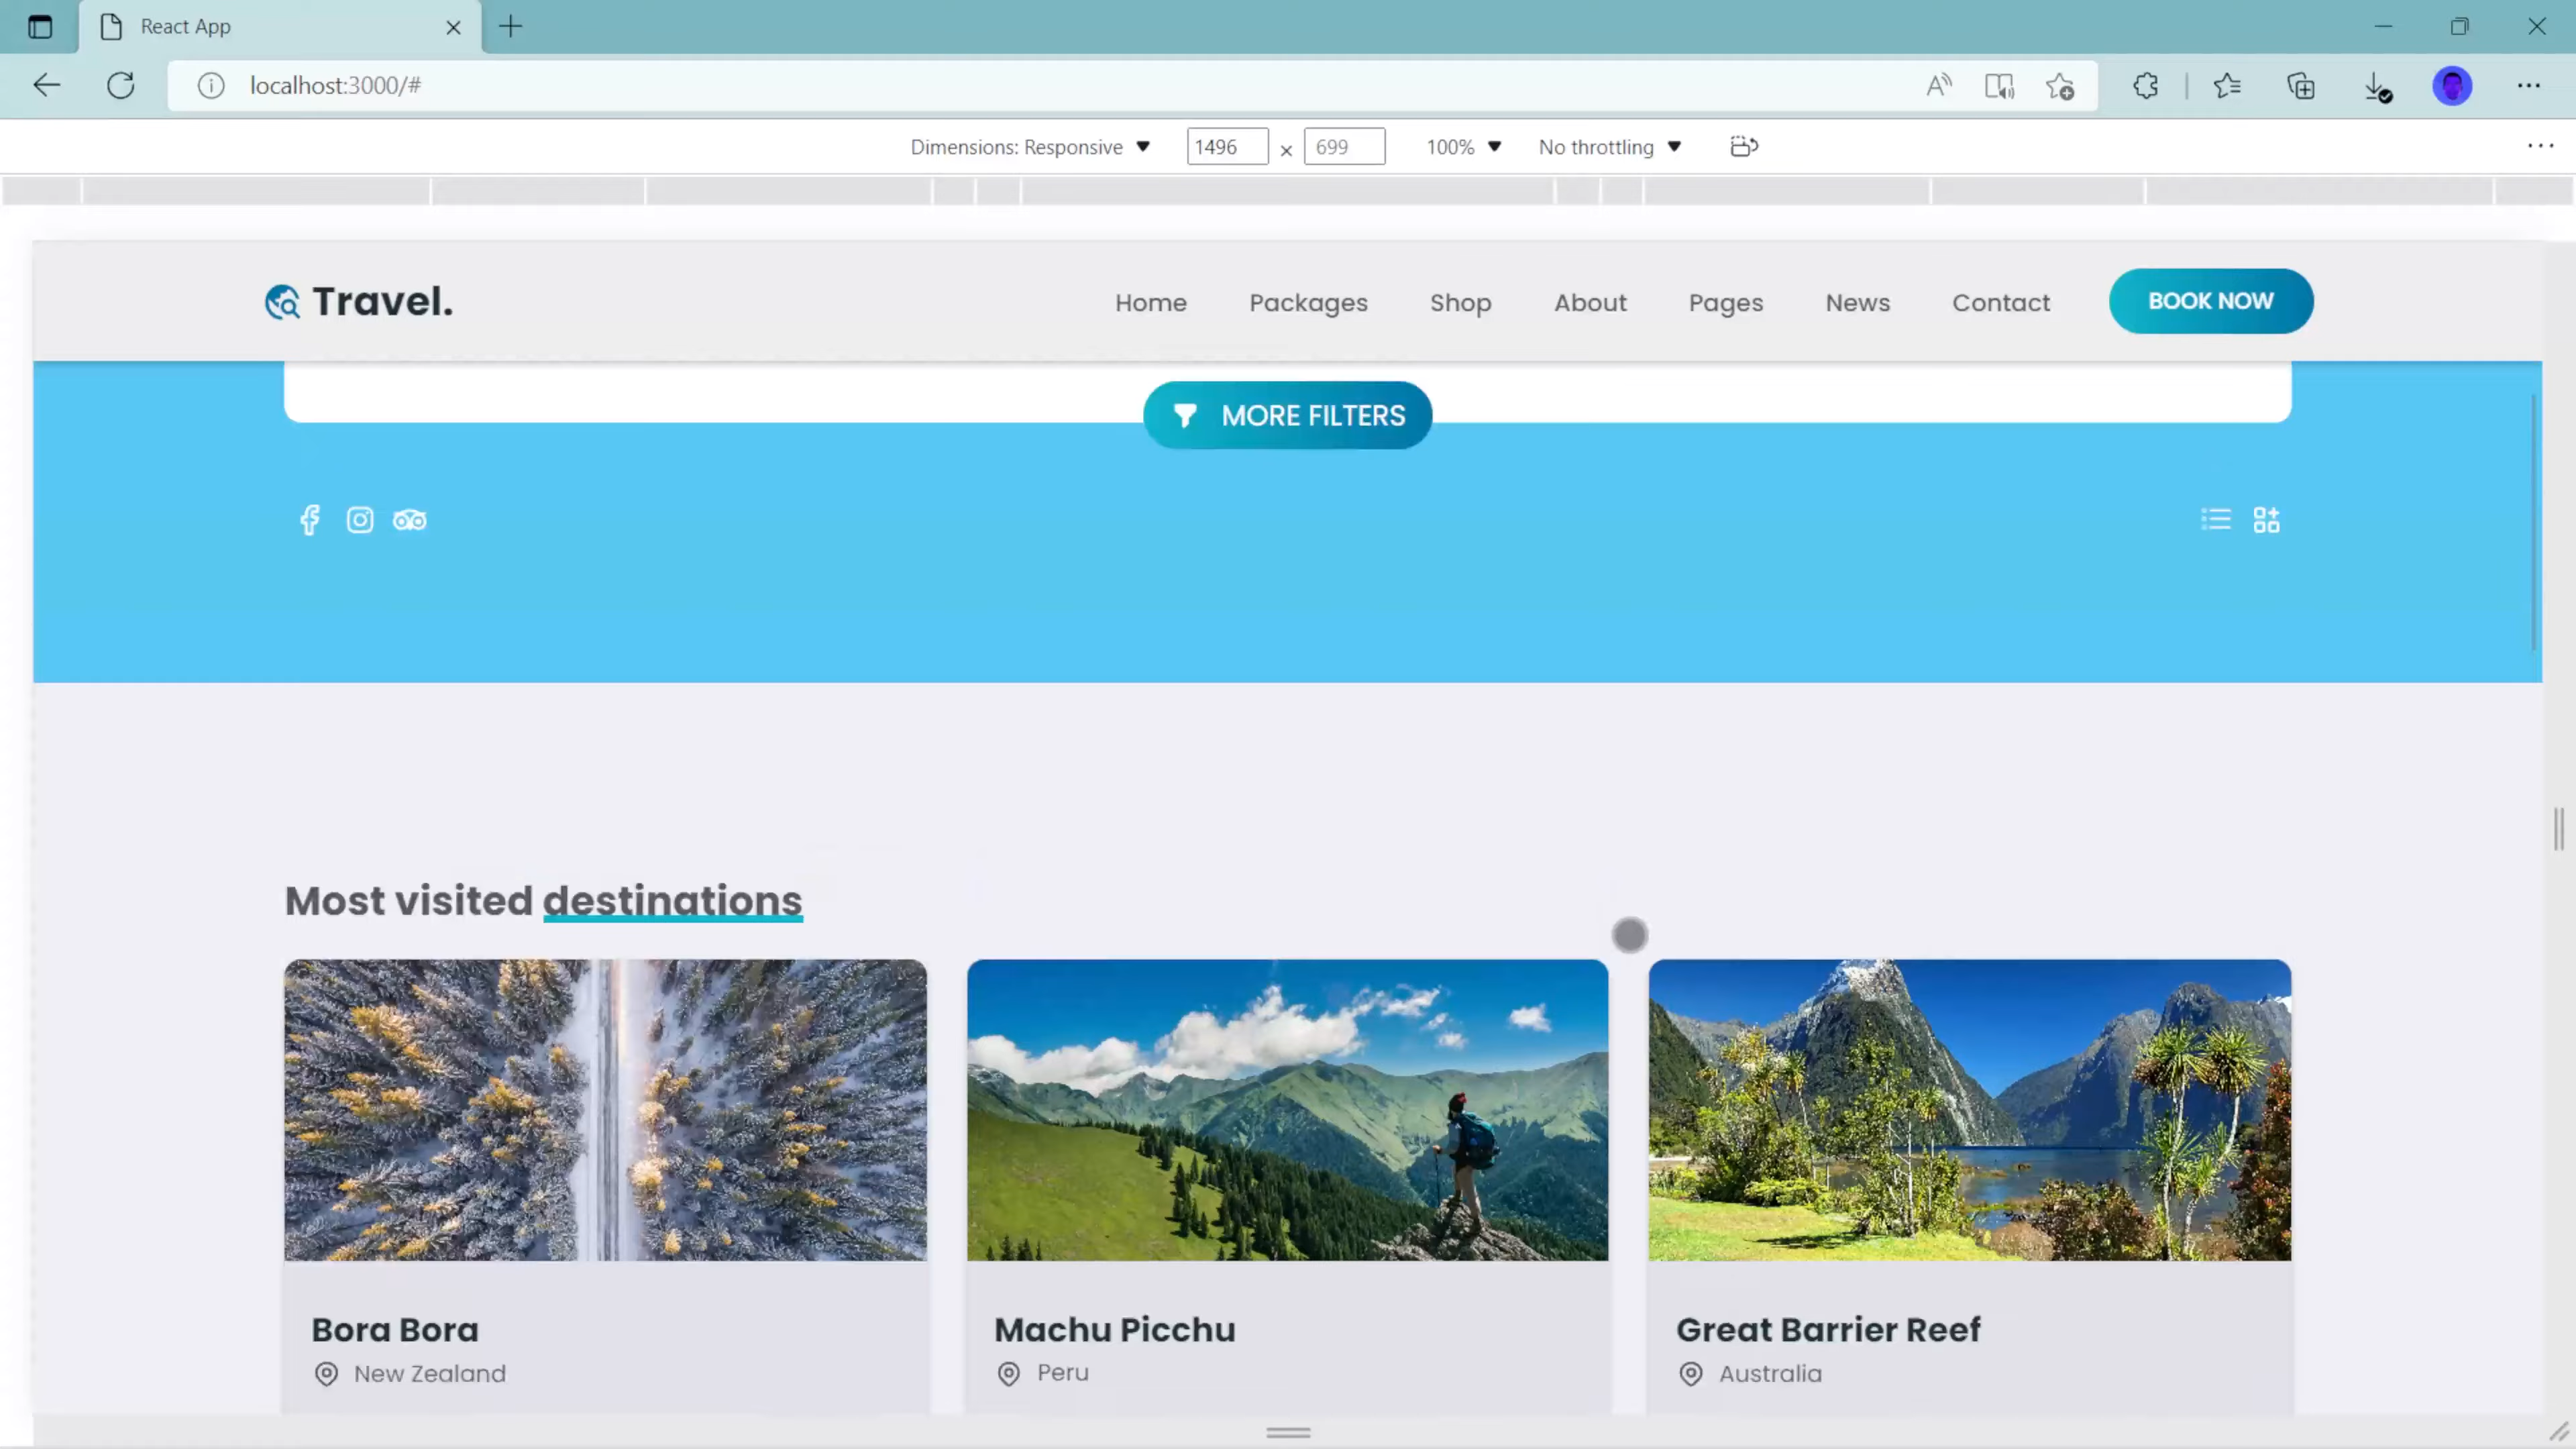 React App
localhost:3000/#
Dimensions: Responsive 1496 × 699 100% No throttling
Travel.
Home Packages Shop About Pages News Contact BOOK NOW
MORE FILTERS
Most visited destinations
Bora Bora
New Zealand
Machu Picchu
Peru
Great Barrier Reef
Australia